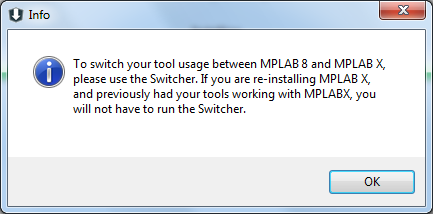 Info
To switch your tool usage between MPLAB 8 and MPLAB X,
please use the Switcher. If you are re-installing MPLAB X,
and previously had your tools working with MPLABX, you
will not have to run the Switcher.
OK